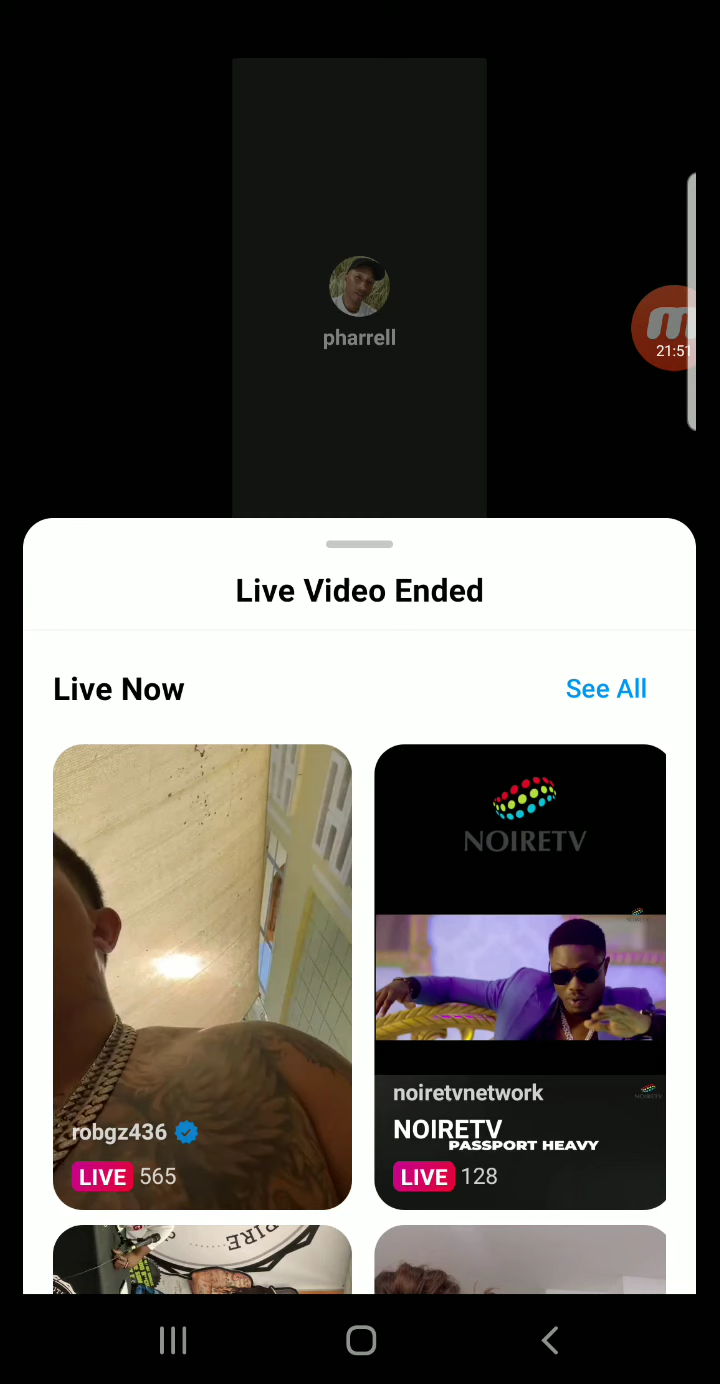 pharrell
21:51
Live Video Ended
Live Now
See All
robgz436
LIVE 565
NOIRETV
noiretvnetwork
NOIRETV
PASSPORT HEAVY
LIVE 128
PIRE